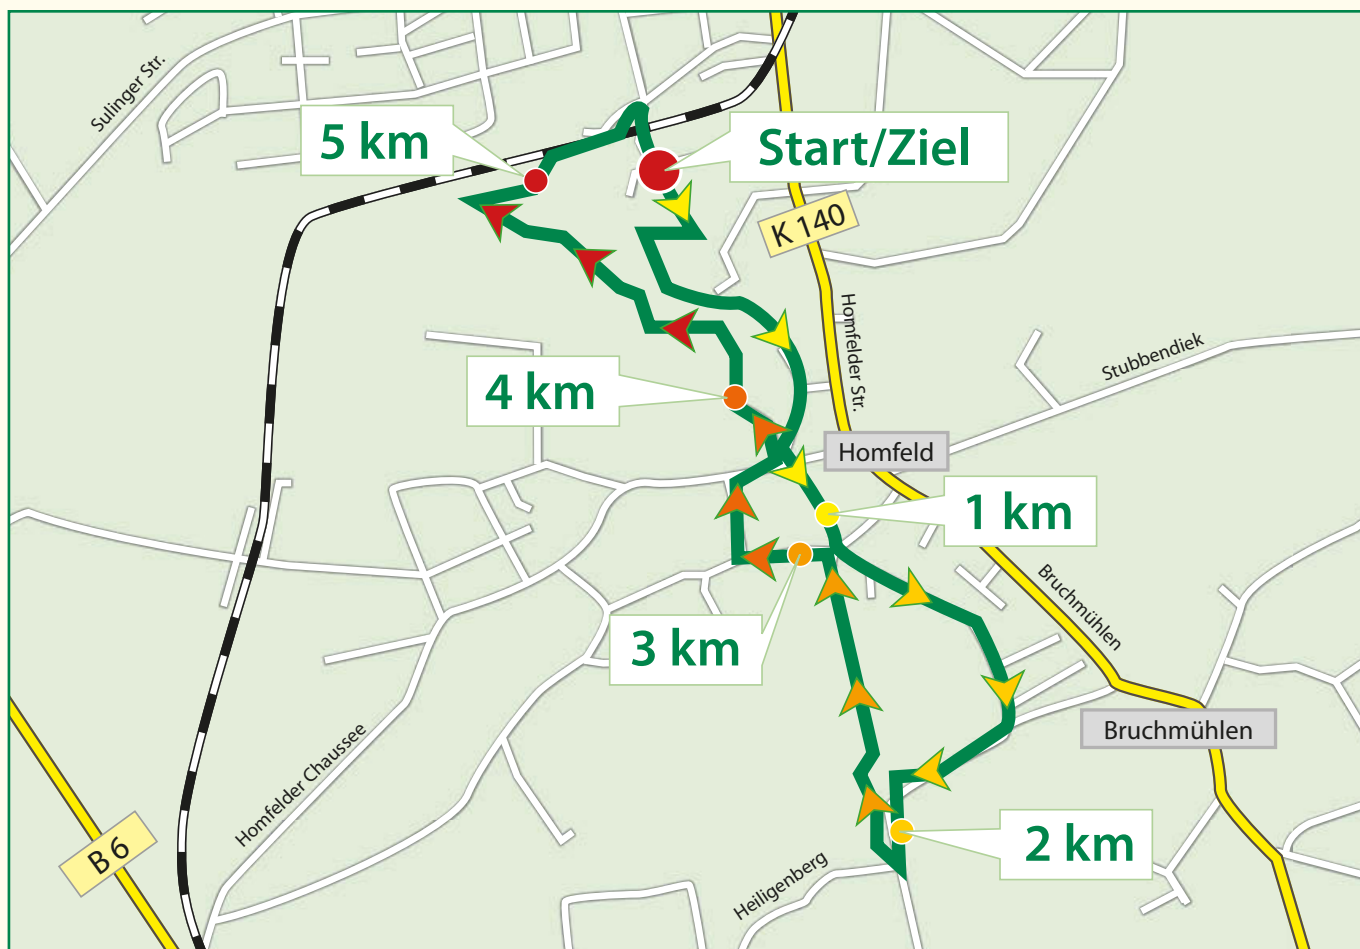 Sulinger Str.
5 km
Start/Ziel
K 140
Homfelder Str.
Stubbendiek
4 km
Homfeld
1 km
Bruchmühlen
3 km
Bruchmühlen
Homfelder Chaussee
B 6
2 km
Heiligenberg